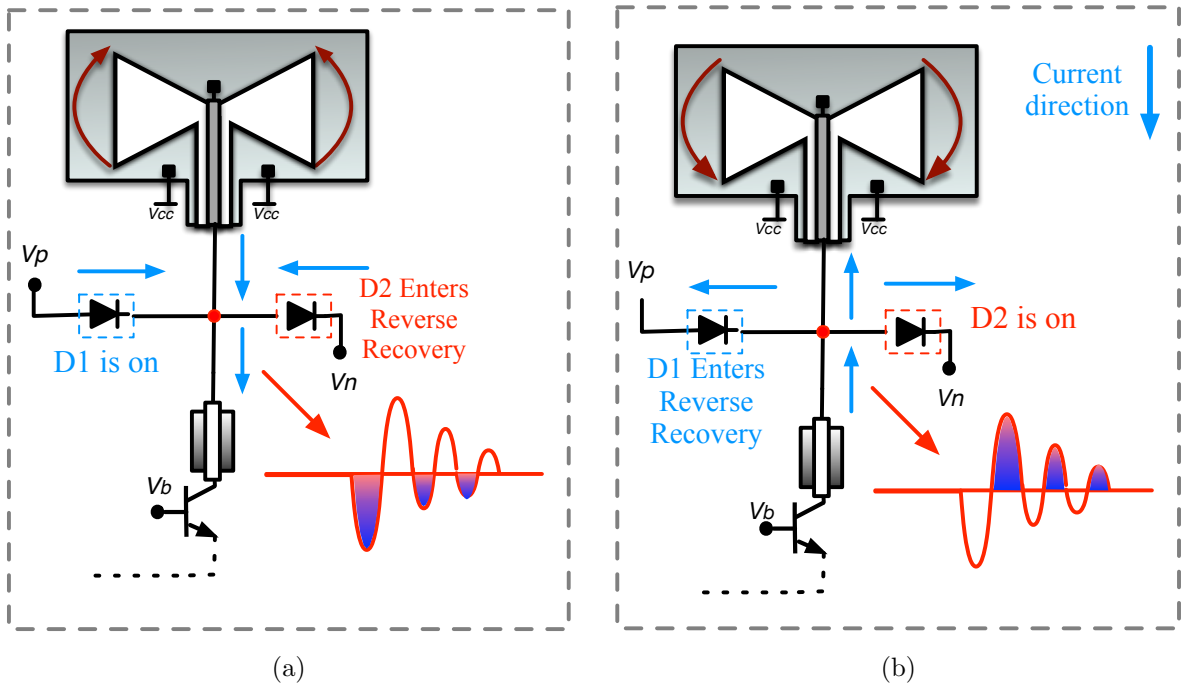 Vcc
Vcc
Vp
D1 is on
D2 Enters
Reverse
Recovery
Vn
Vb
(a)
Current
direction
Vcc
Vcc
Vp
D1 Enters
Reverse
Recovery
D2 is on
Vn
Vb
(b)